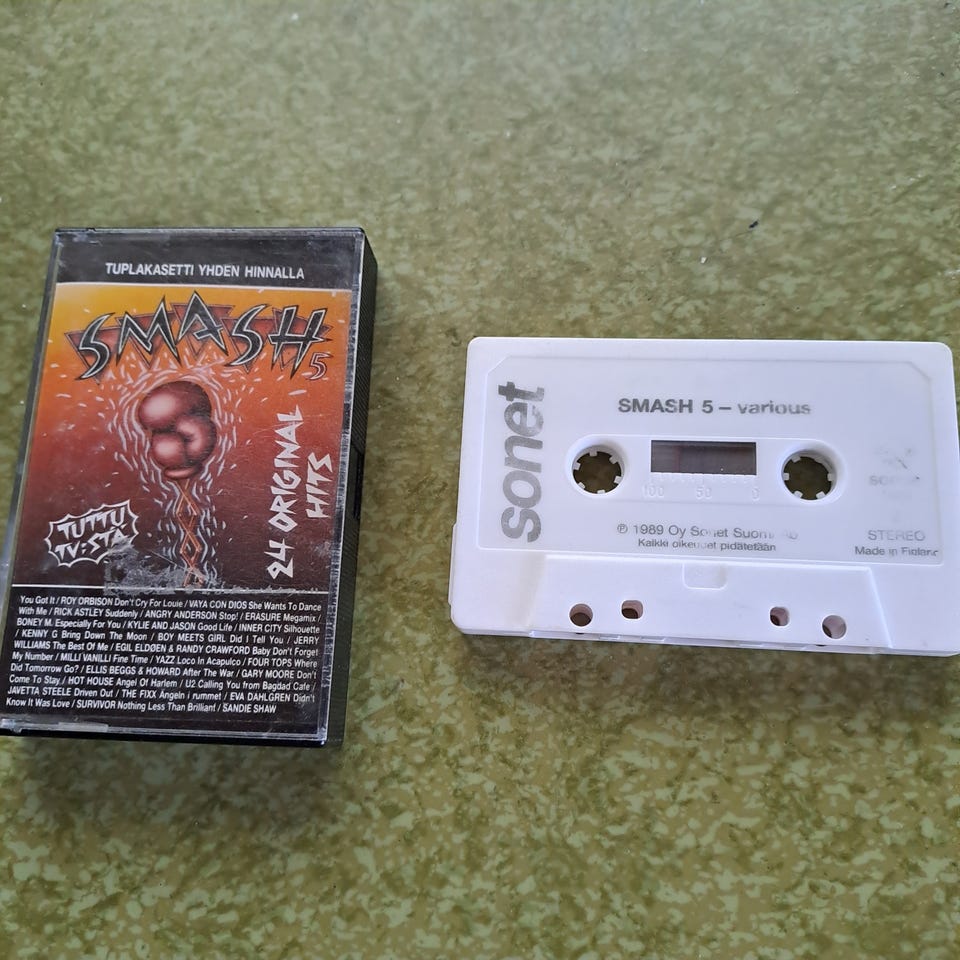 TUPLAKASETTI YHDEN HINNALLA
SMASH 5
24 ORIGINAL
HITS
TUTTU
TV:STÄ
You Got It / ROY ORBISON Don't Cry For Louie / VAYA CON DIOS She Wants To Dance
With Me / RICK ASTLEY Suddenly / ANGRY ANDERSON Stop! / ERASURE Megamix /
BONEY M. Especially For You / KYLIE AND JASON Good Life / INNER CITY Silhouette
/ KENNY G Bring Down The Moon / BOY MEETS GIRL Did I Tell You / JERRY
WILLIAMS The Best Of Me / EGIL ELDØEN & RANDY CRAWFORD Baby Don't Forget
My Number / MILLI VANILLI Fine Time / YAZZ Loco In Acapulco / FOUR TOPS Where
Did Tomorrow Go? / ELLIS BEGGS & HOWARD After The War / GARY MOORE Don't
Come To Stay / HOT HOUSE Angel Of Harlem / U2 Calling You from Bagdad Cafe /
JAVETTA STEELE Driven Out / THE FIXX Ängeln i rummet / EVA DAHLGREN Didn't
Know It Was Love / SURVIVOR Nothing Less Than Brilliant / SANDIE SHAW
sonet
SMASH 5 – various
100 50 0
℗ 1989 Oy Sonet Suomi Ab
Kaikki oikeudet pidätetään
STEREO
Made in Finland